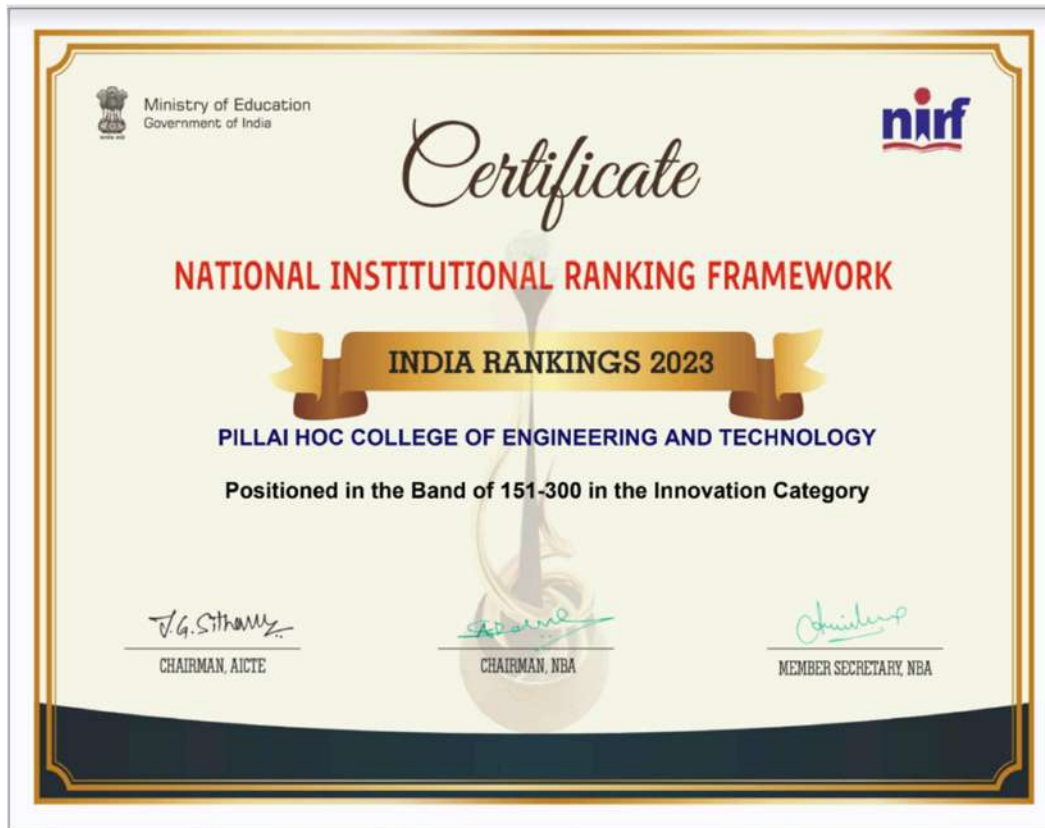 Ministry of Education
Government of India
nirf
Certificate
NATIONAL INSTITUTIONAL RANKING FRAMEWORK
INDIA RANKINGS 2023
PILLAI HOC COLLEGE OF ENGINEERING AND TECHNOLOGY
Positioned in the Band of 151-300 in the Innovation Category
CHAIRMAN, AICTE
CHAIRMAN, NBA
MEMBER SECRETARY, NBA